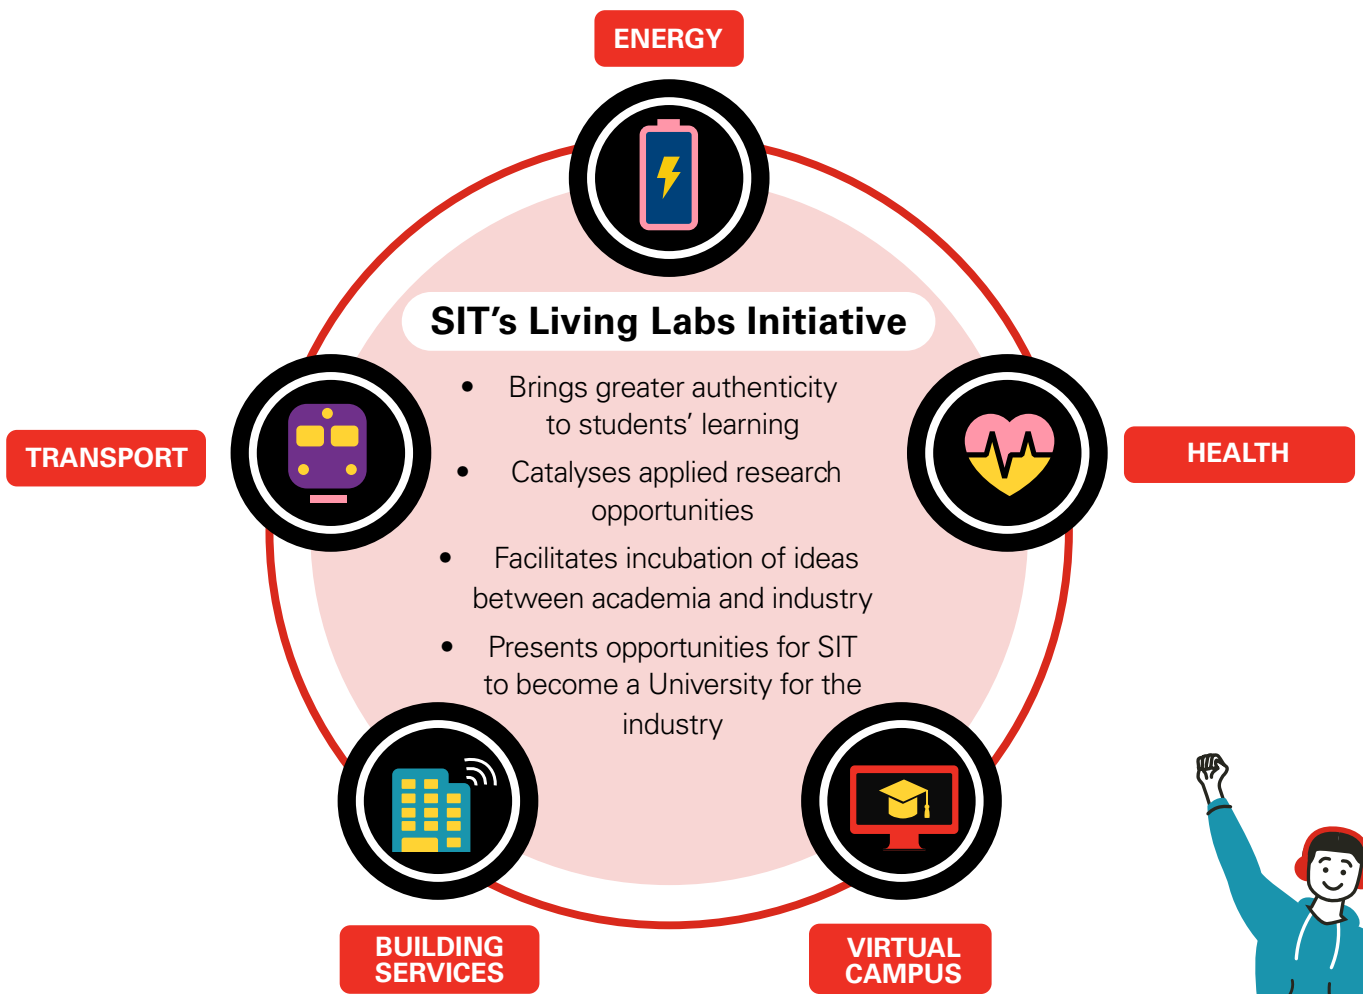 ENERGY
SIT’s Living Labs Initiative
• Brings greater authenticity
to students’ learning
• Catalyses applied research
opportunities
• Facilitates incubation of ideas
between academia and industry
• Presents opportunities for SIT
to become a University for the
industry
TRANSPORT
HEALTH
BUILDING
SERVICES
VIRTUAL
CAMPUS